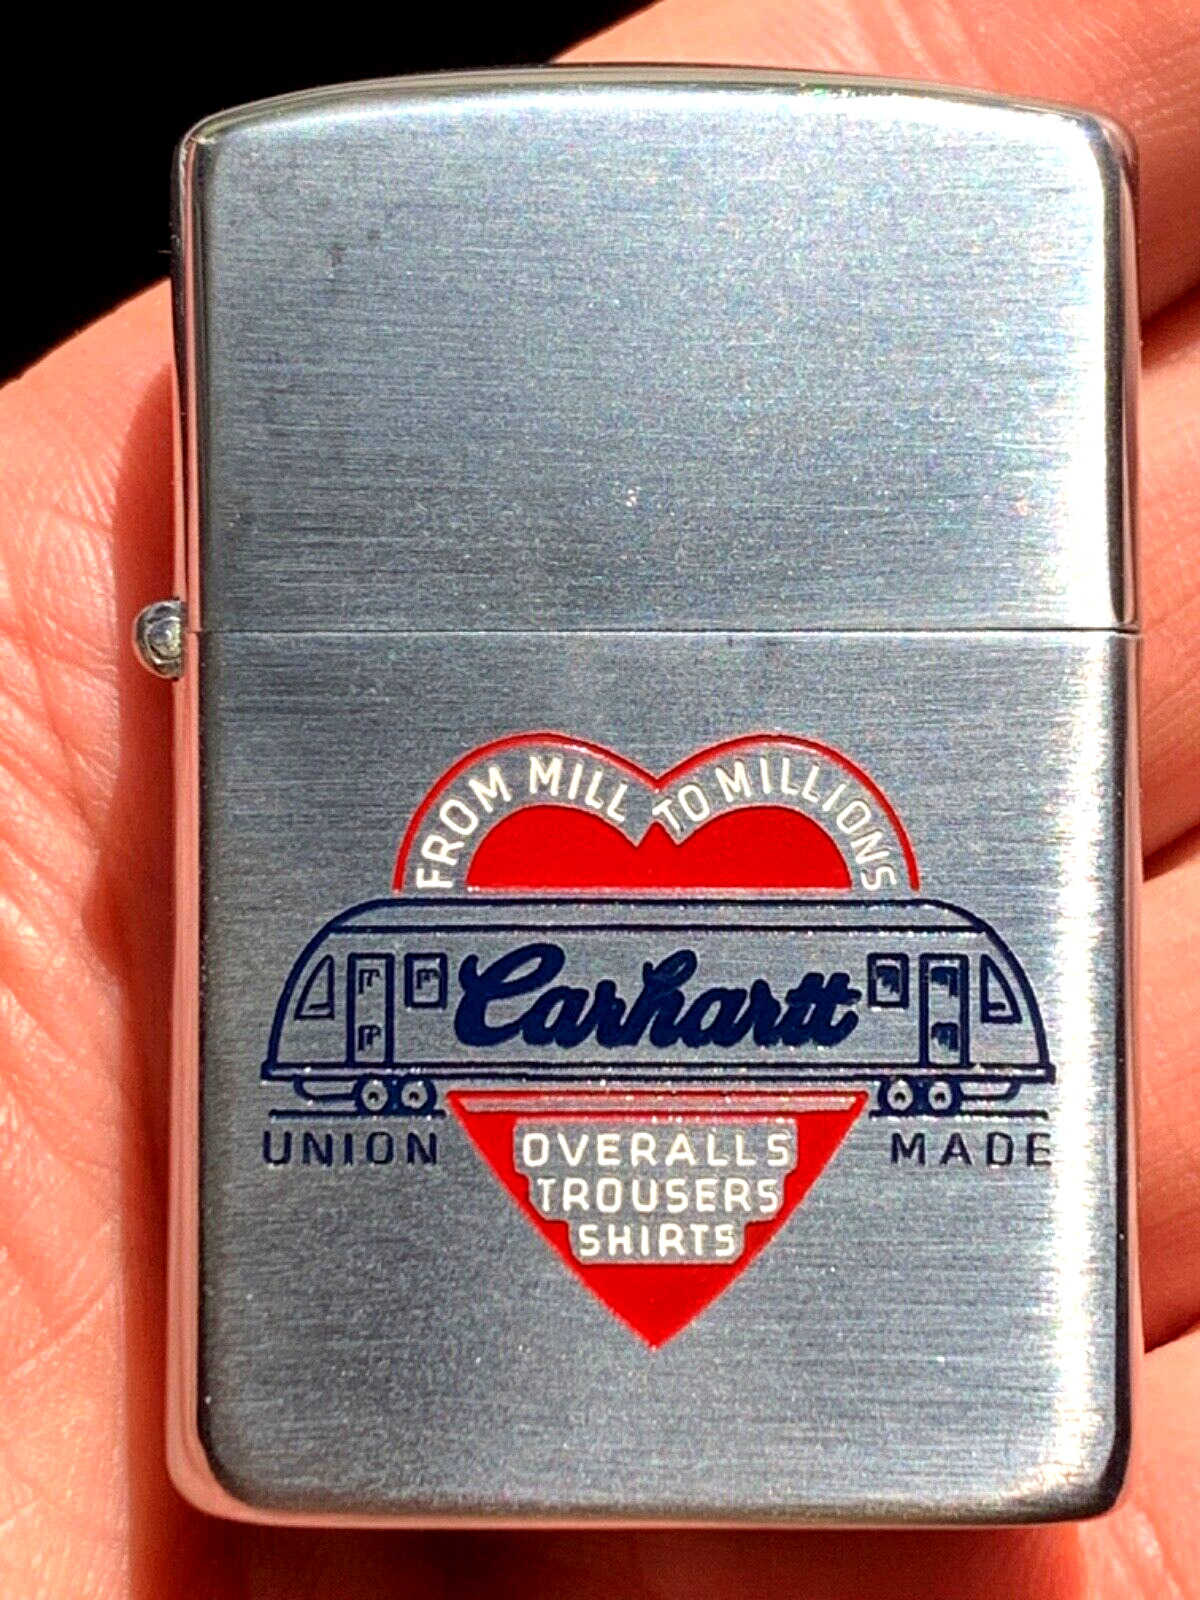 FROM MILL TO MILLIONS
Carhartt
UNION MADE
OVERALLS
TROUSERS
SHIRTS